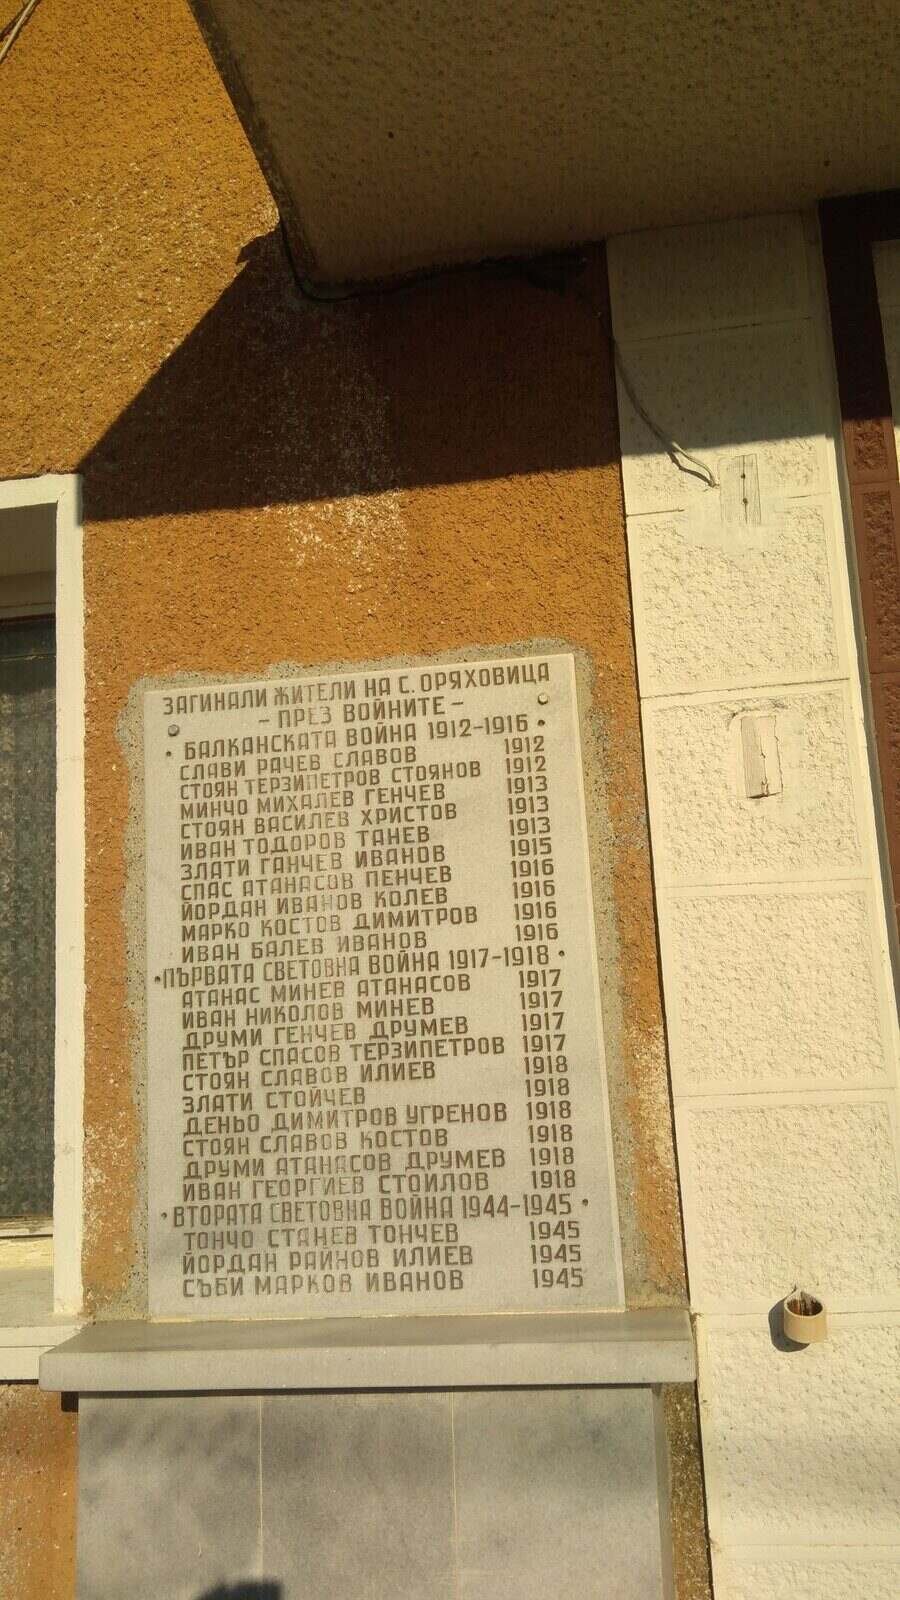 ЗАГИНАЛИ ЖИТЕЛИ НА С. ОРЯХОВИЦА
- ПРЕЗ ВОЙНИТЕ -
• БАЛКАНСКАТА ВОЙНА 1912-1916 •
СЛАВИ РАЧЕВ СЛАВОВ 1912
СТОЯН ТЕРЗИПЕТРОВ СТОЯНОВ 1912
МИНЧО МИХАЛЕВ ГЕНЧЕВ 1913
СТОЯН ВАСИЛЕВ ХРИСТОВ 1913
ИВАН ТОДОРОВ ТАНЕВ 1913
ЗЛАТИ ГАНЧЕВ ИВАНОВ 1915
СПАС АТАНАСОВ ПЕНЧЕВ 1916
ЙОРДАН ИВАНОВ КОЛЕВ 1916
МАРКО КОСТОВ ДИМИТРОВ 1916
ИВАН БАЛЕВ ИВАНОВ 1916
• ПЪРВАТА СВЕТОВНА ВОЙНА 1917-1918 •
АТАНАС МИНЕВ АТАНАСОВ 1917
ИВАН НИКОЛОВ МИНЕВ 1917
ДРУМИ ГЕНЧЕВ ДРУМЕВ 1917
ПЕТЪР СПАСОВ ТЕРЗИПЕТРОВ 1917
СТОЯН СЛАВОВ ИЛИЕВ 1918
ЗЛАТИ СТОЙЧЕВ 1918
ДЕНЬО ДИМИТРОВ УГРЕНОВ 1918
СТОЯН СЛАВОВ КОСТОВ 1918
ДРУМИ АТАНАСОВ ДРУМЕВ 1918
ИВАН ГЕОРГИЕВ СТОИЛОВ 1918
• ВТОРАТА СВЕТОВНА ВОЙНА 1944-1945 •
ТОНЧО СТАНЕВ ТОНЧЕВ 1945
ЙОРДАН РАЙНОВ ИЛИЕВ 1945
СЪБИ МАРКОВ ИВАНОВ 1945